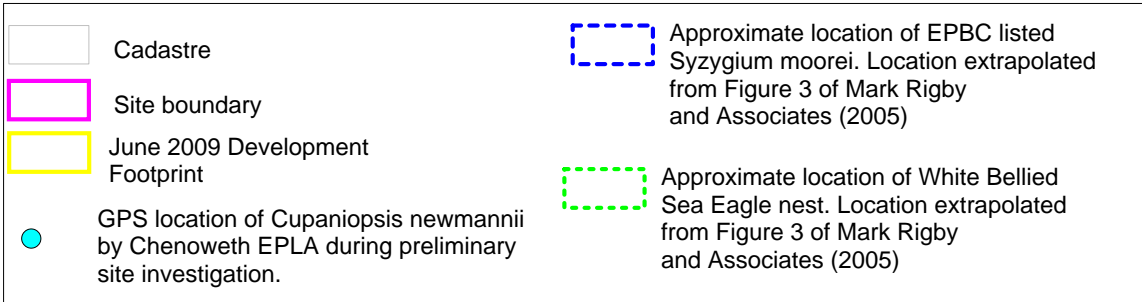 Cadastre
Site boundary
June 2009 Development
Footprint
GPS location of Cupaniopsis newmannii
by Chenoweth EPLA during preliminary
site investigation.
Approximate location of EPBC listed
Syzygium moorei. Location extrapolated
from Figure 3 of Mark Rigby
and Associates (2005)
Approximate location of White Bellied
Sea Eagle nest. Location extrapolated
from Figure 3 of Mark Rigby
and Associates (2005)